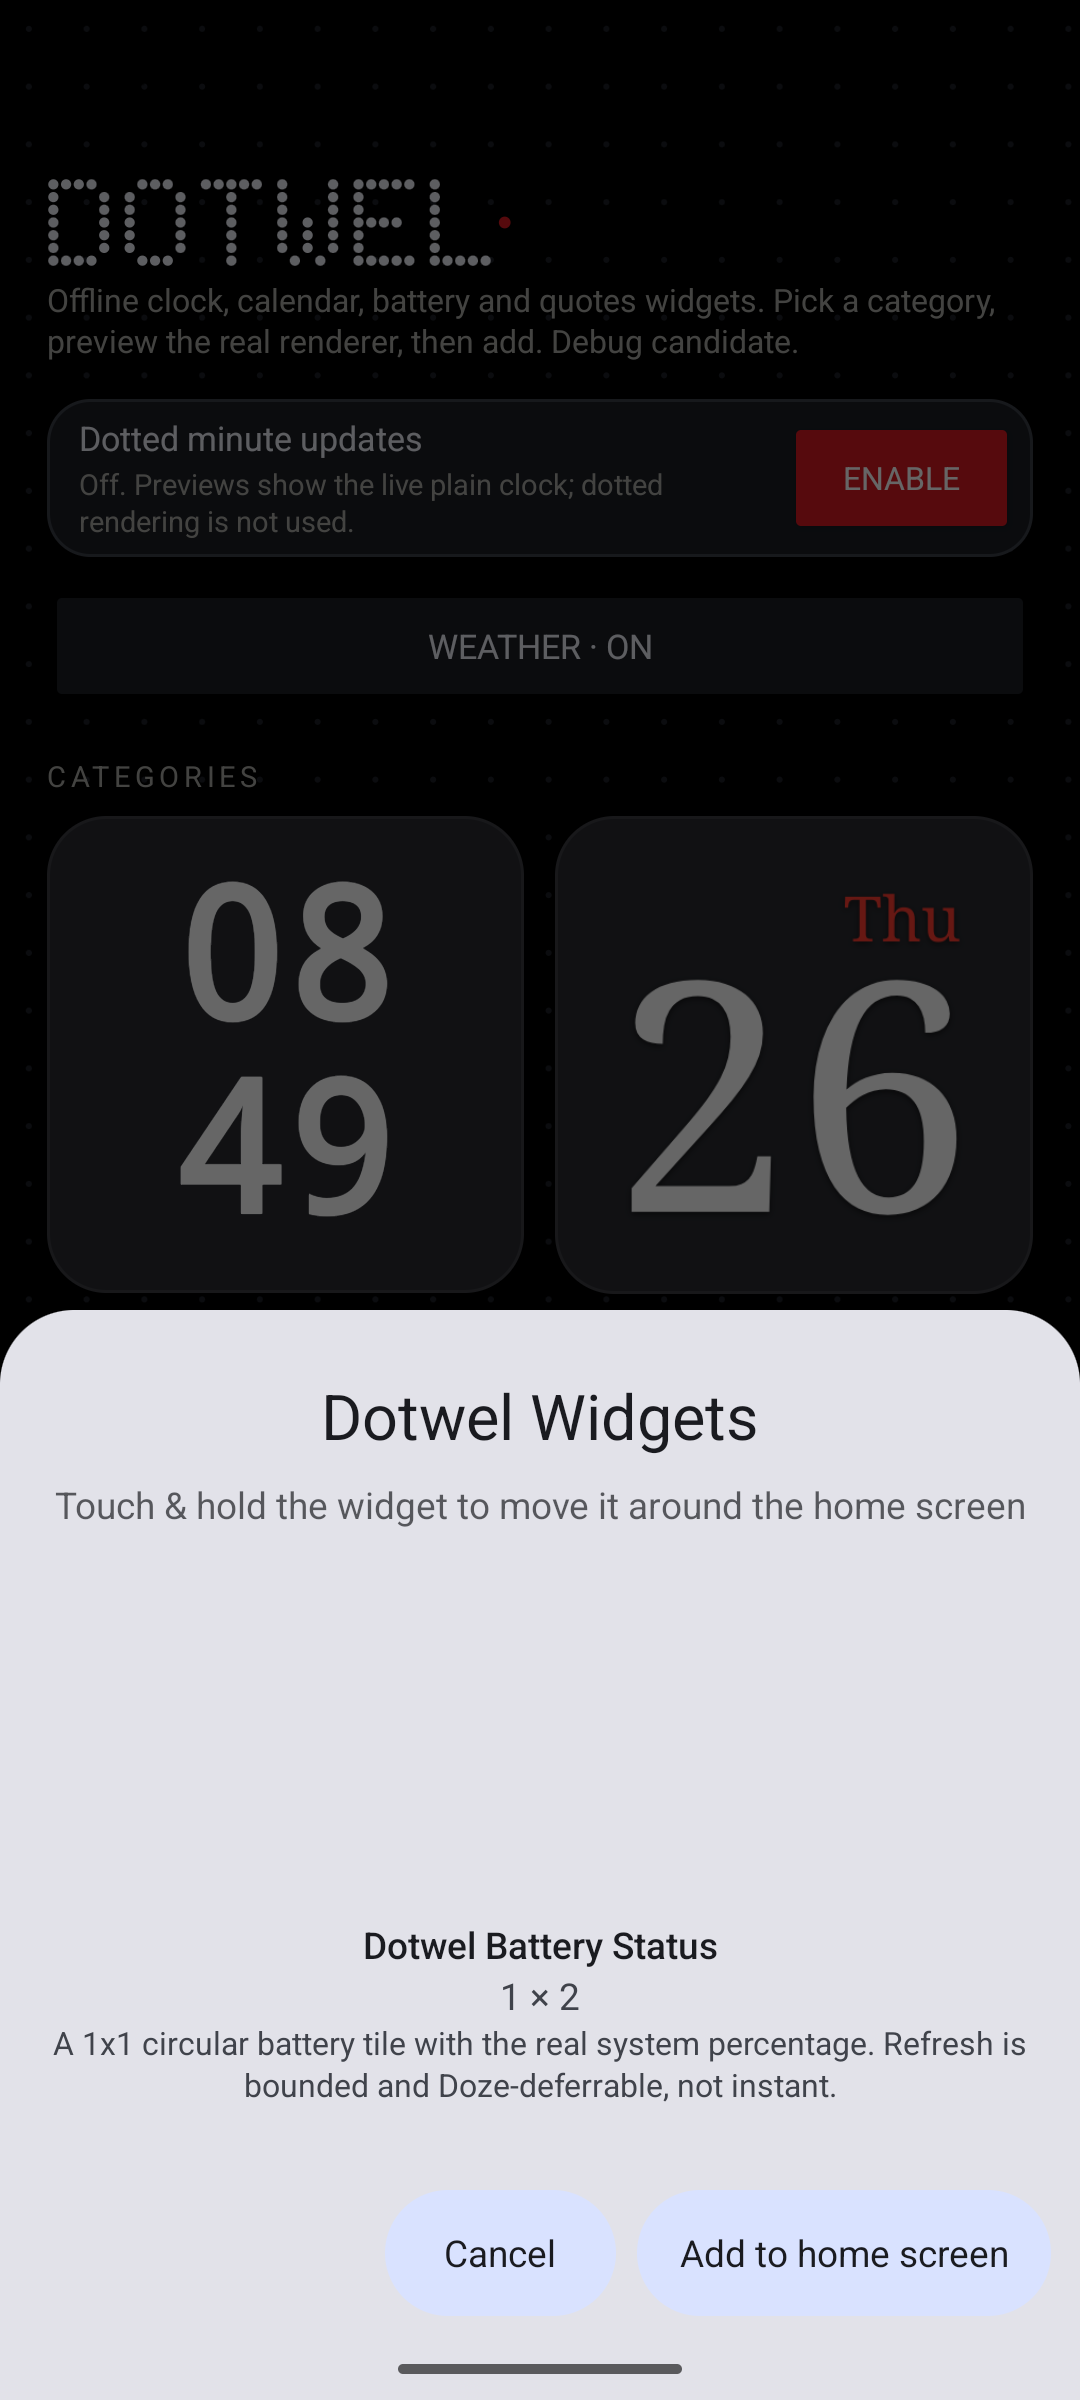 DOTWEL
Offline clock, calendar, battery and quotes widgets. Pick a category,
preview the real renderer, then add. Debug candidate.
Dotted minute updates
Off. Previews show the live plain clock; dotted
rendering is not used.
ENABLE
WEATHER · ON
CATEGORIES
08
49
Thu
26
Dotwel Widgets
Touch & hold the widget to move it around the home screen
Dotwel Battery Status
1 × 2
A 1x1 circular battery tile with the real system percentage. Refresh is
bounded and Doze-deferrable, not instant.
Cancel
Add to home screen